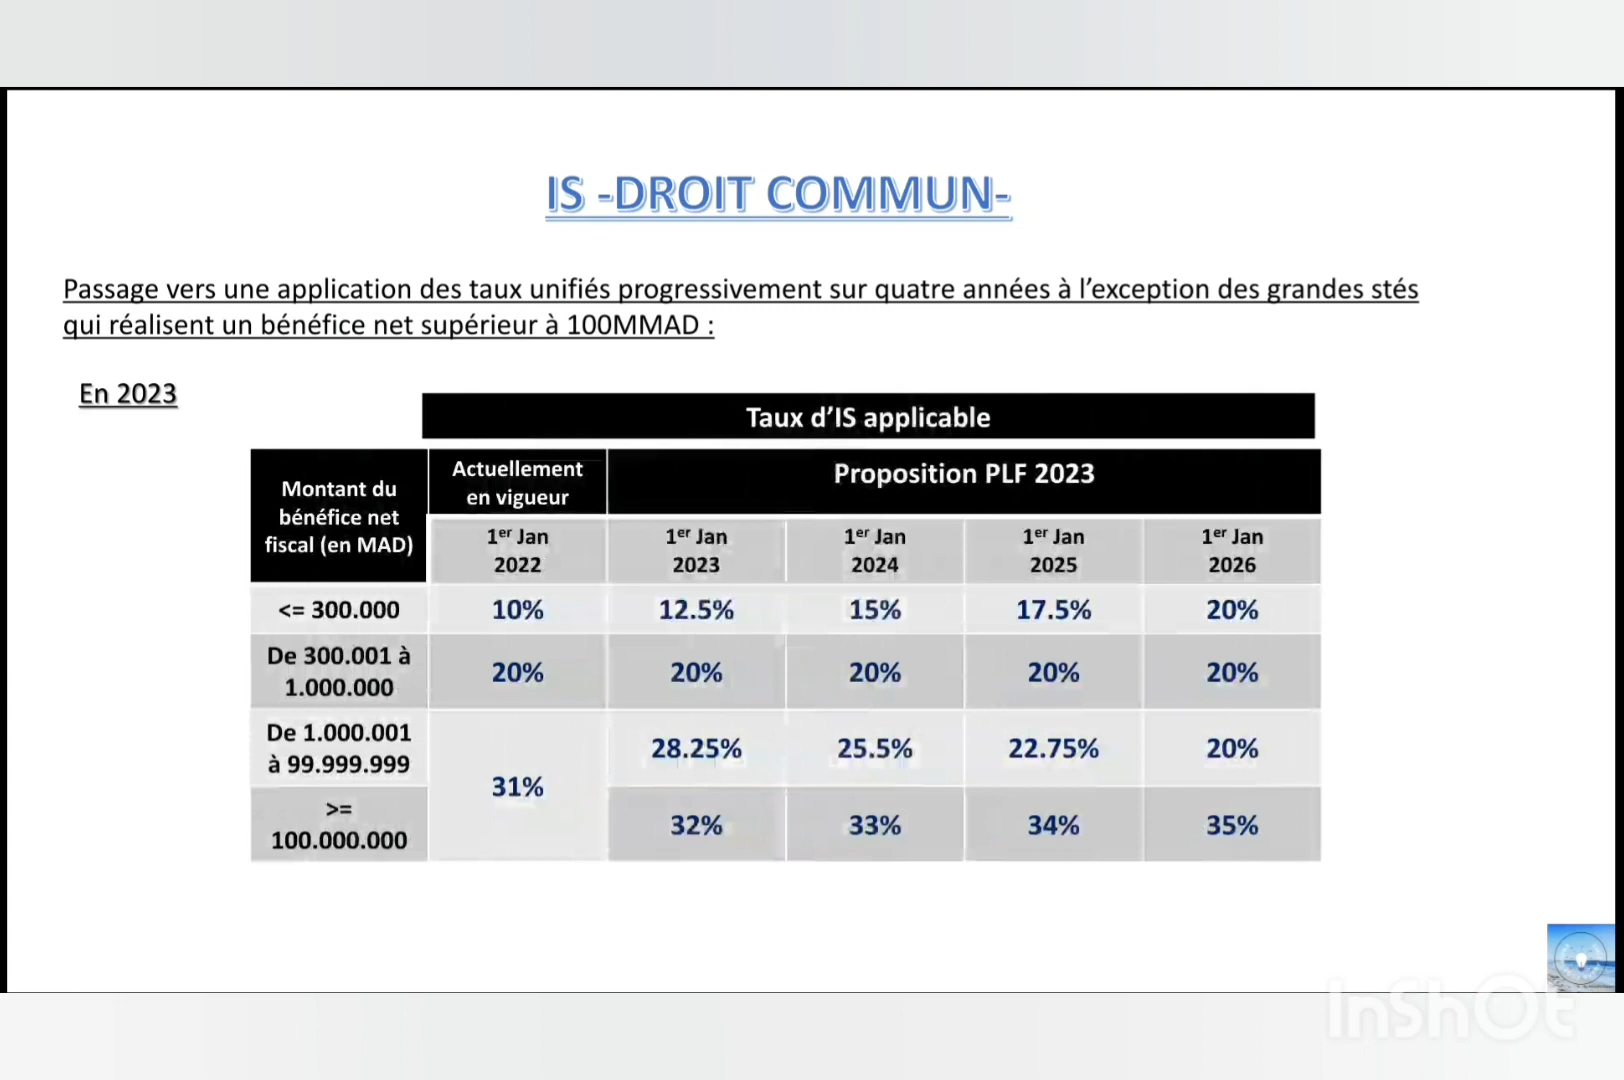 IS -DROIT COMMUN-
Passage vers une application des taux unifiés progressivement sur quatre années à l’exception des grandes stés
qui réalisent un bénéfice net supérieur à 100MMAD :
En 2023
Taux d’IS applicable
Montant du
bénéfice net
fiscal (en MAD)
Actuellement
en vigueur
Proposition PLF 2023
1er Jan
2022
1er Jan
2023
1er Jan
2024
1er Jan
2025
1er Jan
2026
<= 300.000
10%
12.5%
15%
17.5%
20%
De 300.001 à
1.000.000
20%
20%
20%
20%
20%
De 1.000.001
à 99.999.999
31%
28.25%
25.5%
22.75%
20%
>=
100.000.000
32%
33%
34%
35%
InShOt